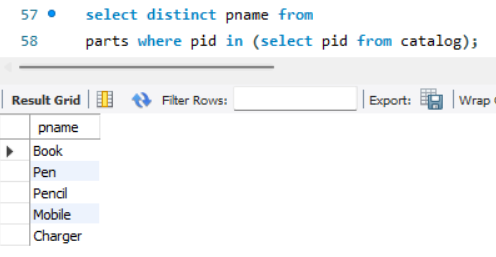 57 select distinct pname from
58 parts where pid in (select pid from catalog);
Result Grid Filter Rows: Export: Wrap
pname
Book
Pen
Pencil
Mobile
Charger